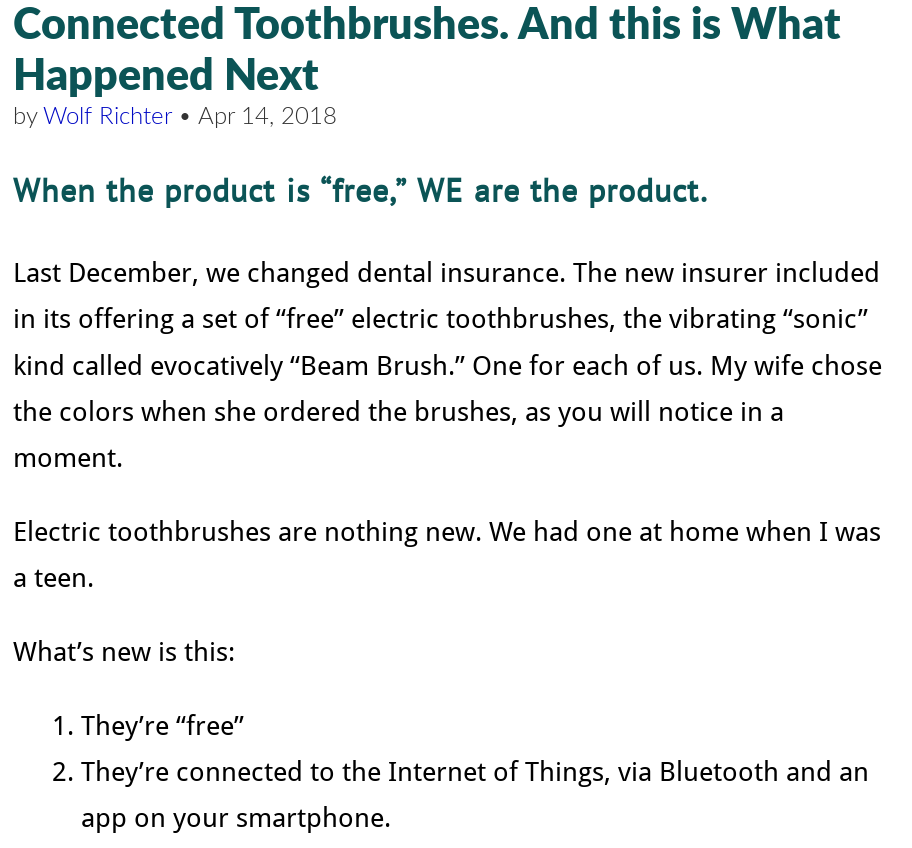 Connected Toothbrushes. And this is What
Happened Next
by Wolf Richter • Apr 14, 2018
When the product is “free,” WE are the product.
Last December, we changed dental insurance. The new insurer included
in its offering a set of “free” electric toothbrushes, the vibrating “sonic”
kind called evocatively “Beam Brush.” One for each of us. My wife chose
the colors when she ordered the brushes, as you will notice in a
moment.
Electric toothbrushes are nothing new. We had one at home when I was
a teen.
What’s new is this:
1. They’re “free”
2. They’re connected to the Internet of Things, via Bluetooth and an
app on your smartphone.